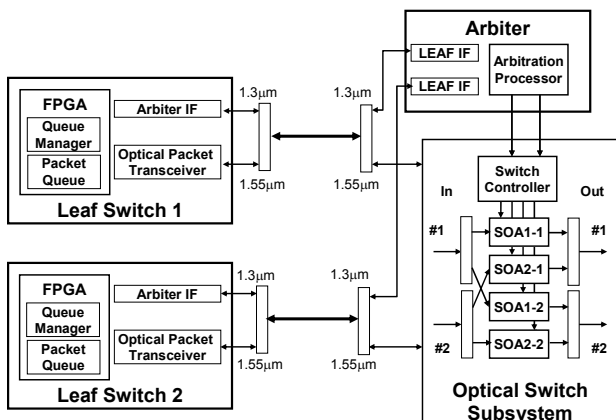 Arbiter
LEAF IF
LEAF IF
Arbitration
Processor
FPGA
Queue
Manager
Packet
Queue
Arbiter IF
Optical Packet
Transceiver
Leaf Switch 1
1.3μm
1.55μm
1.3μm
1.55μm
In
Switch
Controller
Out
#1
SOA1-1
#1
SOA2-1
SOA1-2
#2
SOA2-2
#2
Optical Switch
Subsystem
FPGA
Queue
Manager
Packet
Queue
Arbiter IF
Optical Packet
Transceiver
Leaf Switch 2
1.3μm
1.55μm
1.3μm
1.55μm